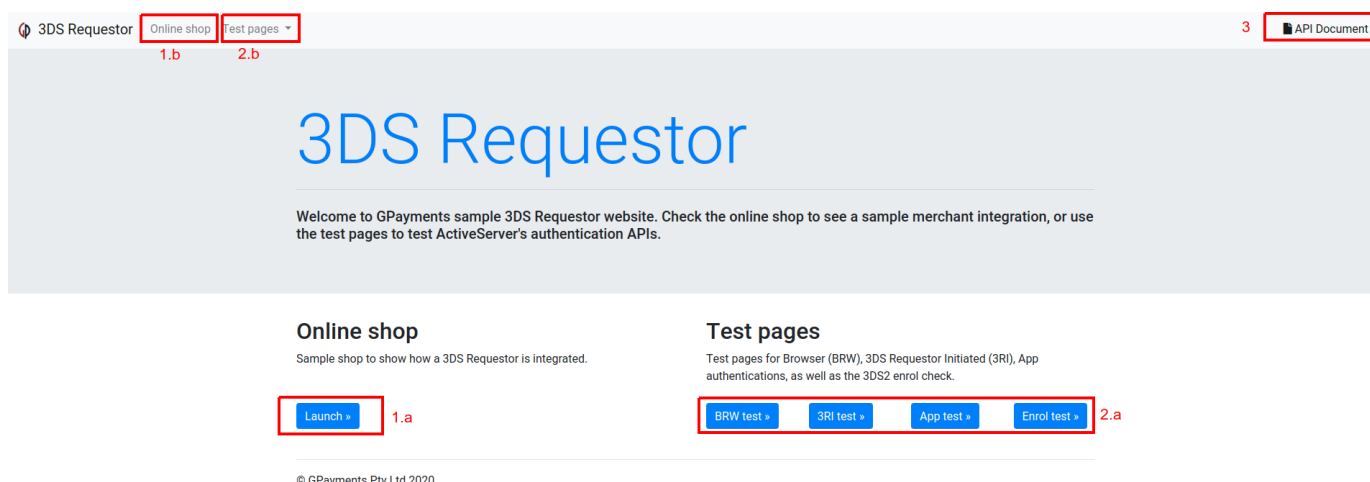 3DS Requestor Online shop Test pages 3 API Document
1.b 2.b
3DS Requestor
Welcome to GPayments sample 3DS Requestor website. Check the online shop to see a sample merchant integration, or use
the test pages to test ActiveServer's authentication APIs.
Online shop
Sample shop to show how a 3DS Requestor is integrated.
Launch »
1.a
Test pages
Test pages for Browser (BRW), 3DS Requestor Initiated (3RI), App
authentications, as well as the 3DS2 enrol check.
BRW test » 3RI test » App test » Enrol test » 2.a
© GPayments Pty Ltd 2020